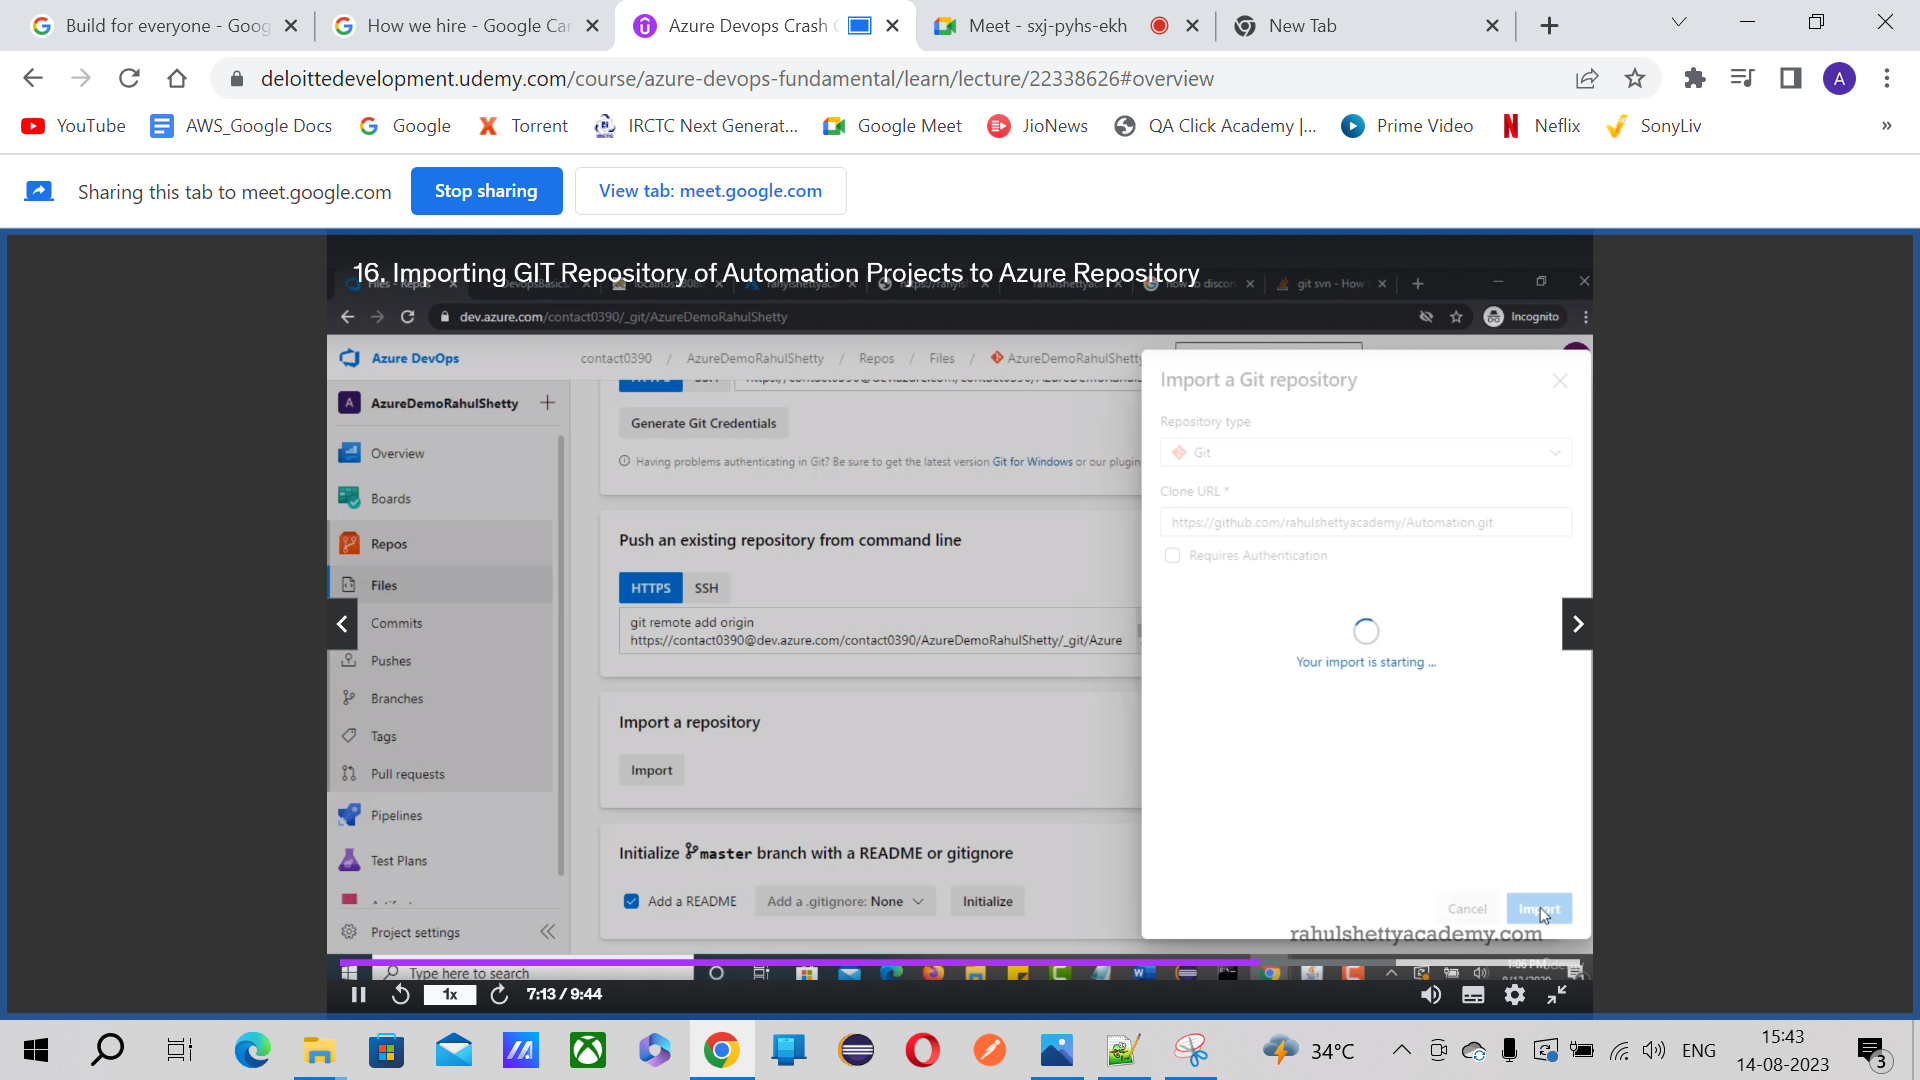 Build for everyone - Goog
How we hire - Google Car
Azure Devops Crash
Meet - sxj-pyhs-ekh
New Tab
deloittedevelopment.udemy.com/course/azure-devops-fundamental/learn/lecture/22338626#overview
A
YouTube
AWS_Google Docs
Google
Torrent
IRCTC Next Generat...
Google Meet
JioNews
QA Click Academy |...
Prime Video
Neflix
SonyLiv
»
Sharing this tab to meet.google.com
Stop sharing
View tab: meet.google.com
16. Importing GIT Repository of Automation Projects to Azure Repository
git svn - How
dev.azure.com/contact0390/_git/AzureDemoRahulShetty
Incognito
Azure DevOps
contact0390 / AzureDemoRahulShetty / Repos / Files / AzureDemoRahulShetty
A AzureDemoRahulShetty
Overview
Boards
Repos
Files
Commits
Pushes
Branches
Tags
Pull requests
Pipelines
Test Plans
Project settings
Generate Git Credentials
Having problems authenticating in Git? Be sure to get the latest version Git for Windows or our plugin
Push an existing repository from command line
HTTPS SSH
git remote add origin
https://contact0390@dev.azure.com/contact0390/AzureDemoRahulShetty/_git/Azure
Import a repository
Import
Initialize master branch with a README or gitignore
Add a README
Add a .gitignore: None
Initialize
Import a Git repository
Repository type
Git
Clone URL *
https://github.com/rahulshettyacademy/Automation.git
Requires Authentication
Your import is starting ...
Cancel
Import
rahulshettyacademy.com
Type here to search
1x
7:13 / 9:44
34°C
ENG
15:43
14-08-2023
3